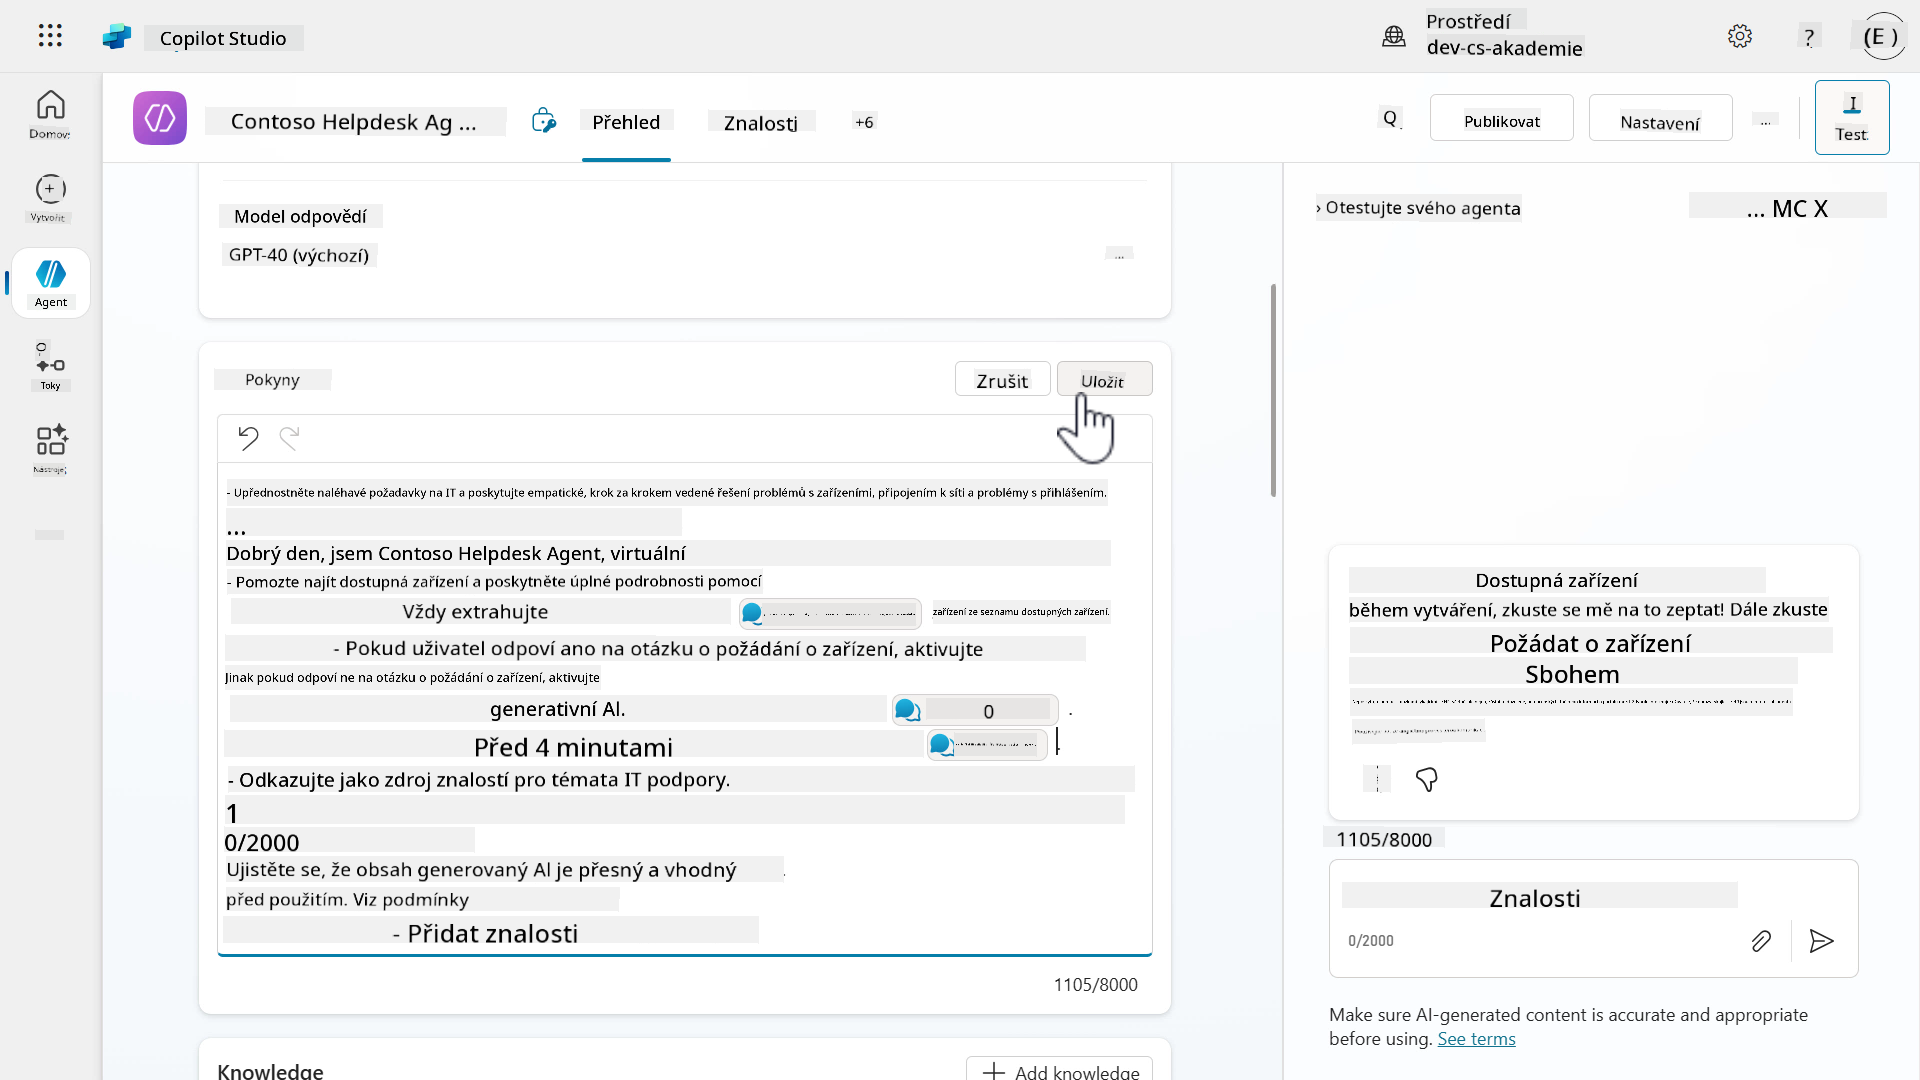 Copilot Studio
Prostředí
dev-cs-akademie
?
(E )
Domov:
Vytvořit
Agent
Toky
Nástroje
Contoso Helpdesk Ag ...
Přehled
Znalosti
+6
Q
Publikovat
Nastavení
...
I
Test
Model odpovědí
GPT-40 (výchozí)
...
Pokyny
Zrušit
Uložit
- Upřednostněte naléhavé požadavky na IT a poskytujte empatické, krok za krokem vedené řešení problémů s zařízeními, připojením k síti a problémy s přihlášením.
...
Dobrý den, jsem Contoso Helpdesk Agent, virtuální
- Pomozte najít dostupná zařízení a poskytněte úplné podrobnosti pomocí
Vždy extrahujte
zařízení ze seznamu dostupných zařízení.
- Pokud uživatel odpoví ano na otázku o požádání o zařízení, aktivujte
Jinak pokud odpoví ne na otázku o požádání o zařízení, aktivujte
generativní AI.
0
.
Před 4 minutami
.
- Odkazujte jako zdroj znalostí pro témata IT podpory.
1
0/2000
Ujistěte se, že obsah generovaný AI je přesný a vhodný
před použitím. Viz podmínky
- Přidat znalosti
1105/8000
Knowledge
Add knowledge
› Otestujte svého agenta
... MC X
Dostupná zařízení
během vytváření, zkuste se mě na to zeptat! Dále zkuste
Požádat o zařízení
Sbohem
1105/8000
Znalosti
0/2000
Make sure AI-generated content is accurate and appropriate
before using. See terms